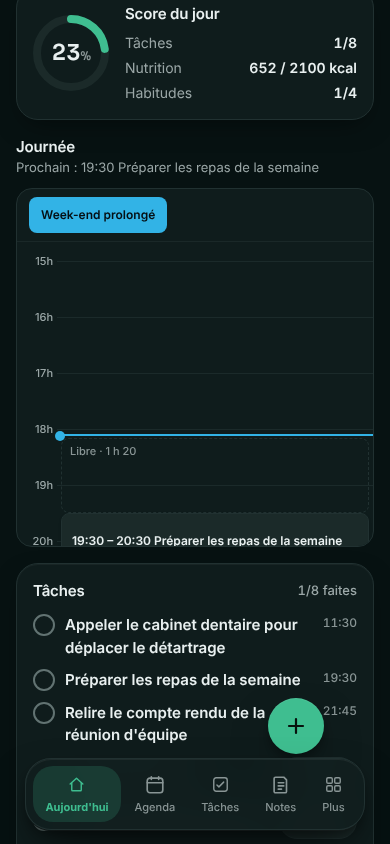 Score du jour
23%
Tâches 1/8
Nutrition 652 / 2100 kcal
Habitudes 1/4
Journée
Prochain : 19:30 Préparer les repas de la semaine
Week-end prolongé
15h
16h
17h
18h
Libre · 1 h 20
19h
19:30 – 20:30 Préparer les repas de la semaine
20h
Tâches 1/8 faites
Appeler le cabinet dentaire pour 11:30
déplacer le détartrage
Préparer les repas de la semaine 19:30
Relire le compte rendu de la 21:45
réunion d'équipe
Aujourd'hui Agenda Tâches Notes Plus